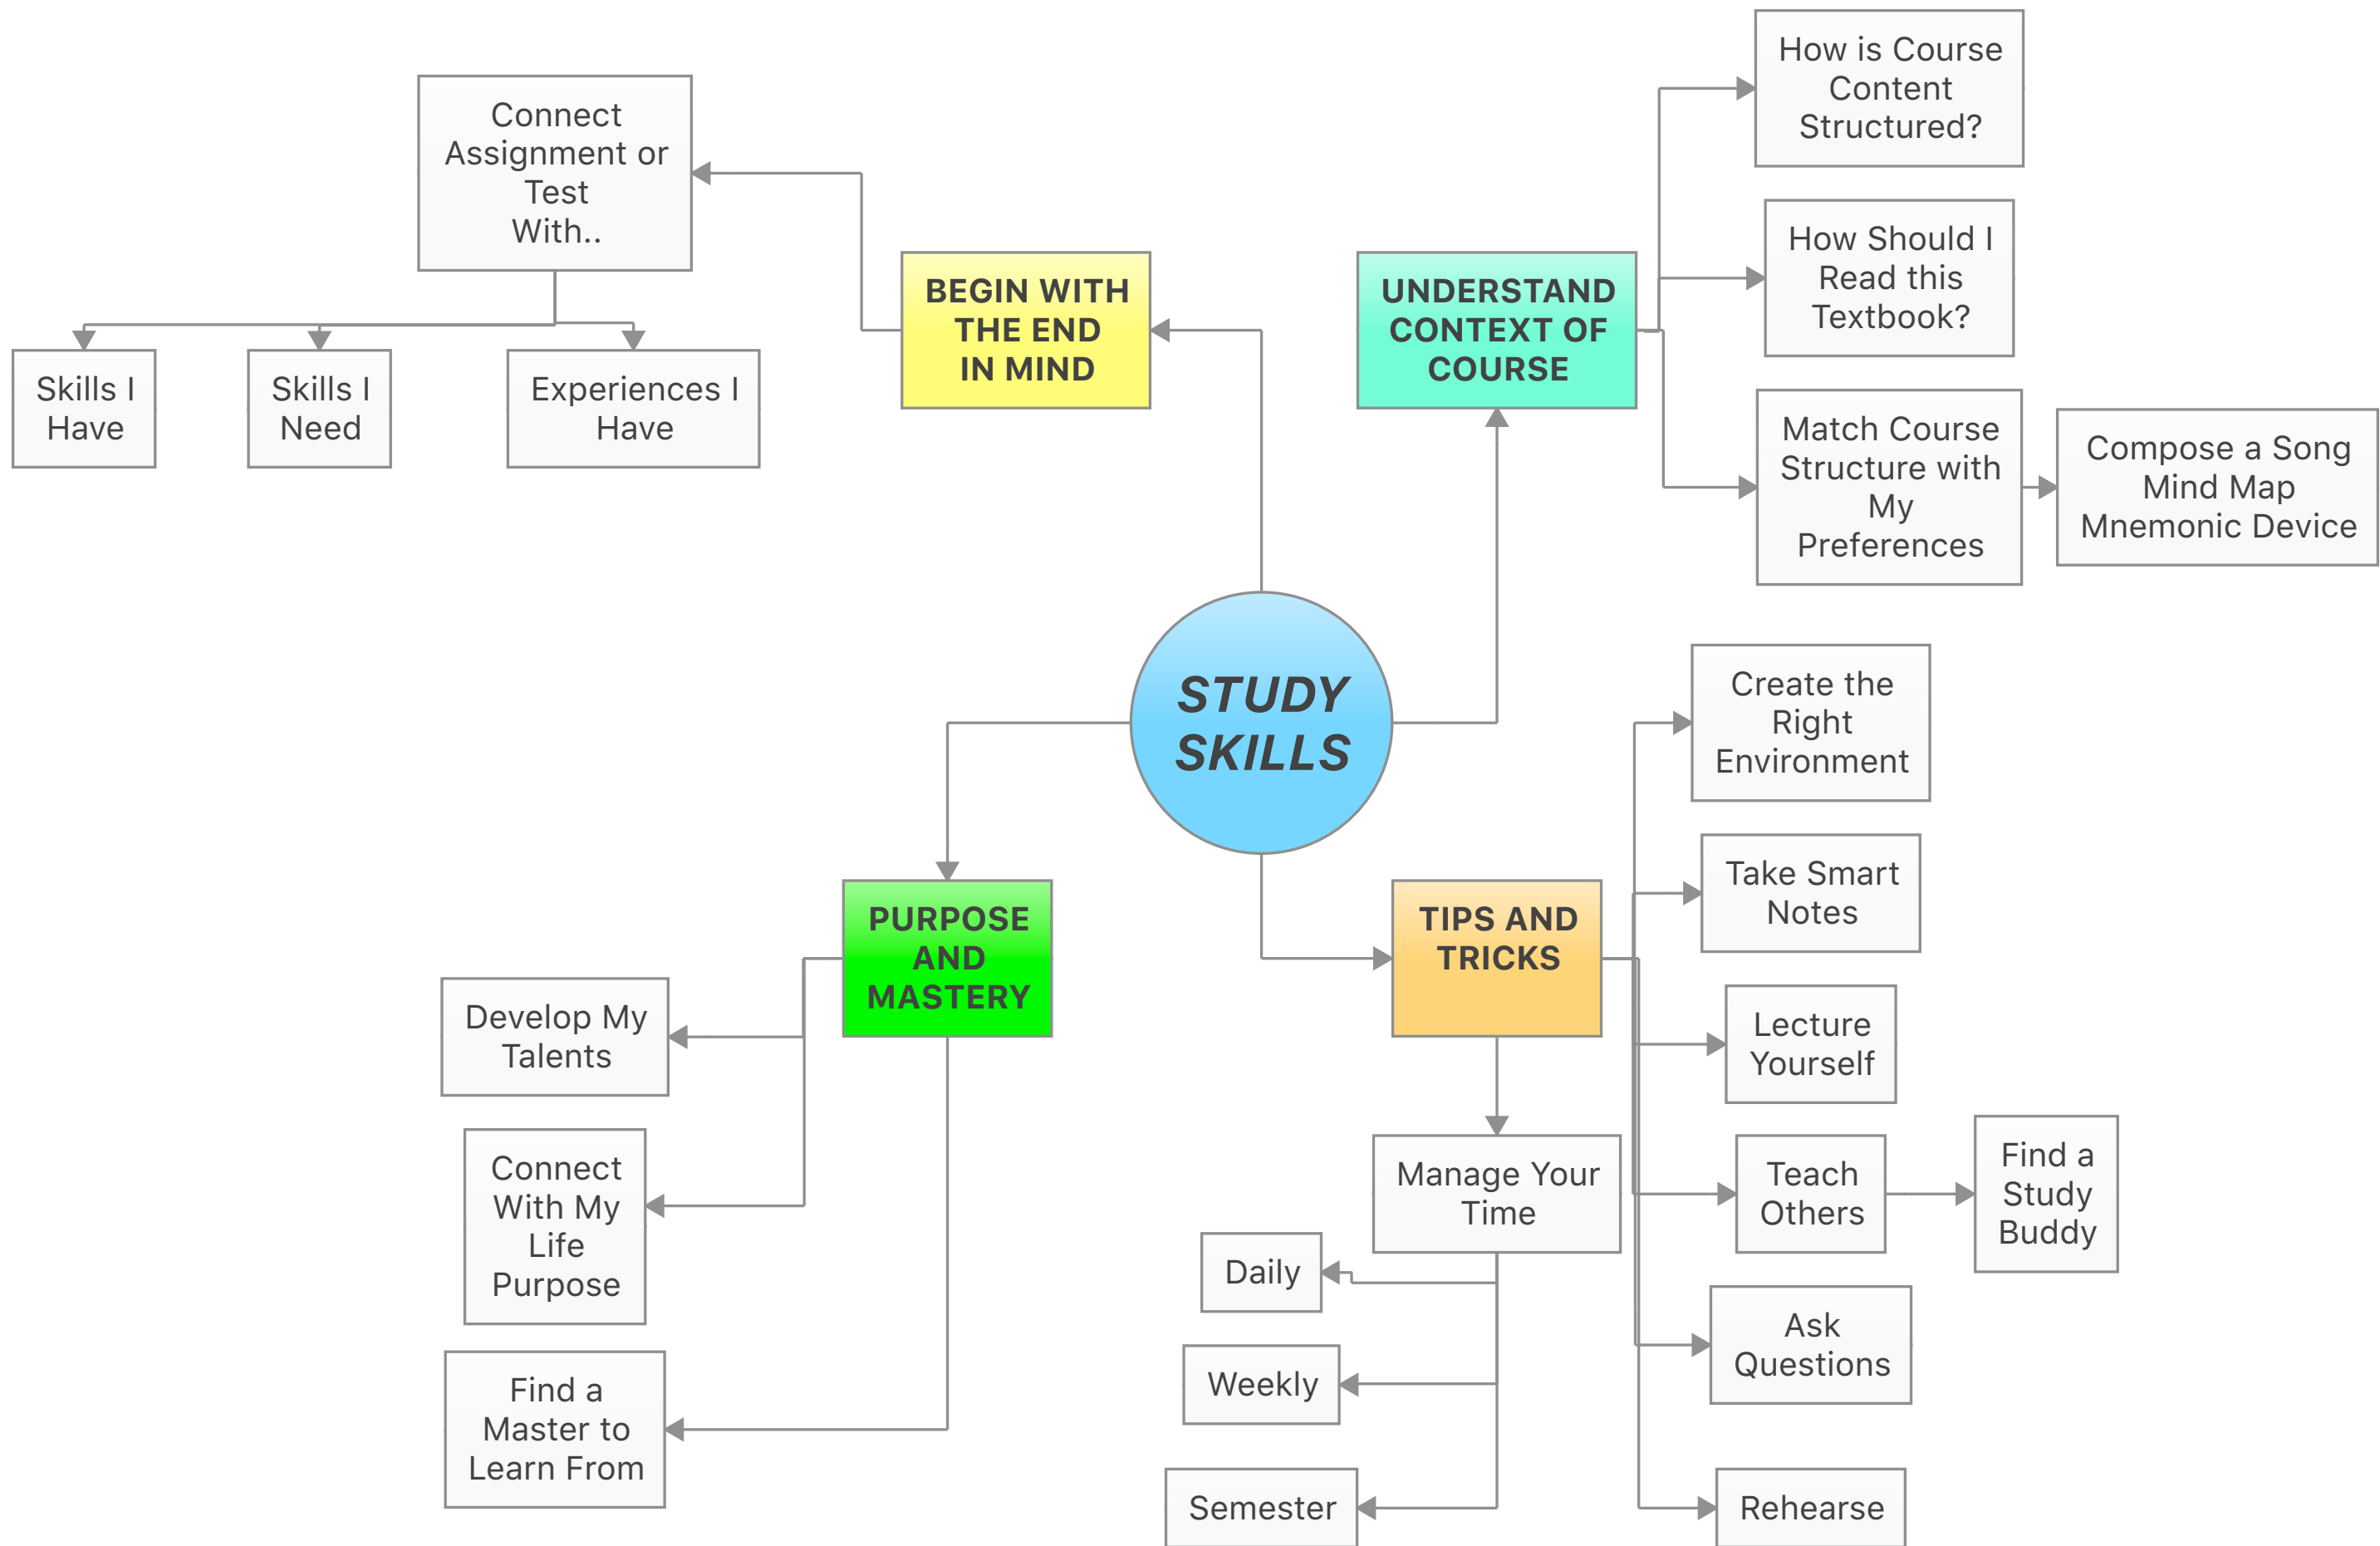 Connect
Assignment or
Test
With..
Skills I
Have
Skills I
Need
Experiences I
Have
BEGIN WITH
THE END
IN MIND
UNDERSTAND
CONTEXT OF
COURSE
How is Course
Content
Structured?
How Should I
Read this
Textbook?
Match Course
Structure with
My
Preferences
Compose a Song
Mind Map
Mnemonic Device
STUDY
SKILLS
PURPOSE
AND
MASTERY
Develop My
Talents
Connect
With My
Life
Purpose
Find a
Master to
Learn From
TIPS AND
TRICKS
Manage Your
Time
Daily
Weekly
Semester
Create the
Right
Environment
Take Smart
Notes
Lecture
Yourself
Teach
Others
Find a
Study
Buddy
Ask
Questions
Rehearse